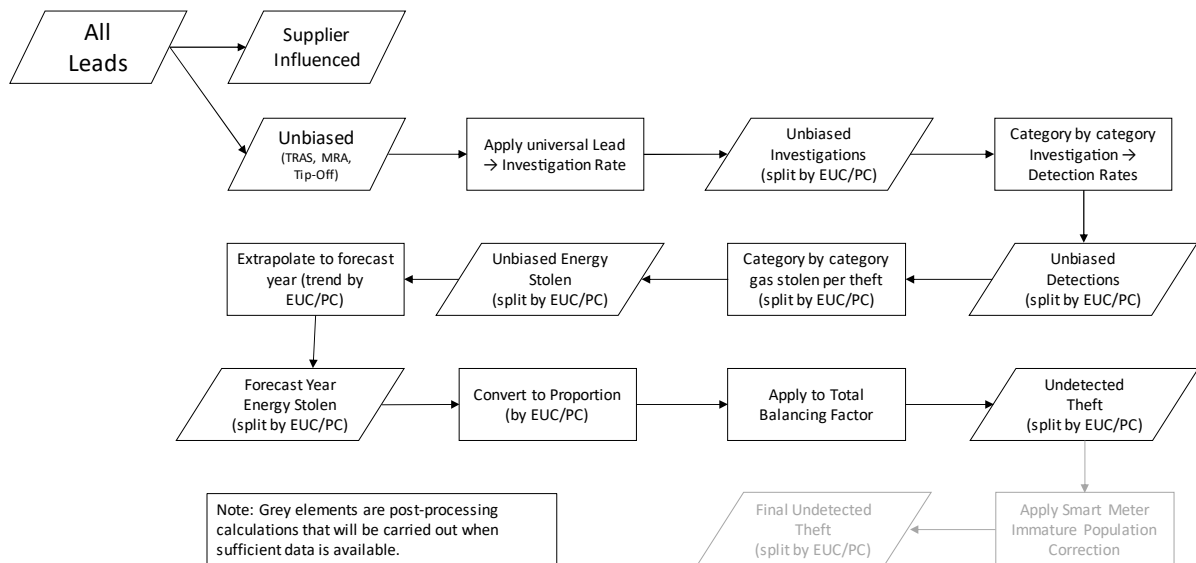 All
Leads
Supplier
Influenced
Unbiased
(TRAS, MRA,
Tip-Off)
Apply universal Lead
→ Investigation Rate
Unbiased
Investigations
(split by EUC/PC)
Category by category
Investigation →
Detection Rates
Extrapolate to forecast
year (trend by
EUC/PC)
Unbiased Energy
Stolen
(split by EUC/PC)
Category by category
gas stolen per theft
(split by EUC/PC)
Unbiased
Detections
(split by EUC/PC)
Forecast Year
Energy Stolen
(split by EUC/PC)
Convert to Proportion
(by EUC/PC)
Apply to Total
Balancing Factor
Undetected
Theft
(split by EUC/PC)
Note: Grey elements are post-processing
calculations that will be carried out when
sufficient data is available.
Final Undetected
Theft
(split by EUC/PC)
Apply Smart Meter
Immature Population
Correction